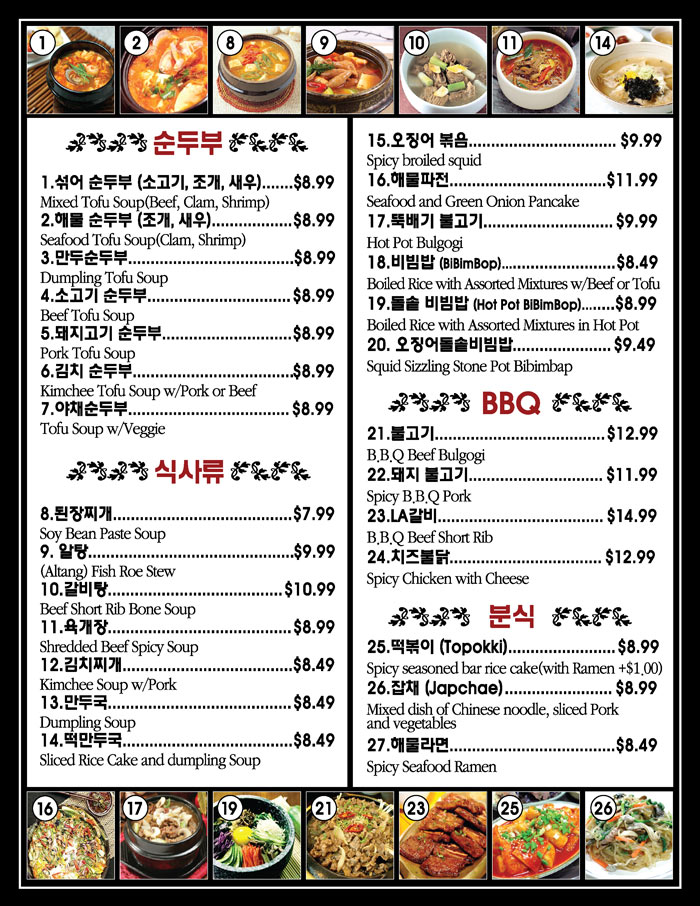 1
2
8
9
10
11
14
순두부
1.섞어 순두부 (소고기, 조개, 새우).......$8.99
Mixed Tofu Soup(Beef, Clam, Shrimp)
2.해물 순두부 (조개, 새우)..................$8.99
Seafood Tofu Soup(Clam, Shrimp)
3.만두순두부......................................$8.99
Dumpling Tofu Soup
4.소고기 순두부.................................$8.99
Beef Tofu Soup
5.돼지고기 순두부..............................$8.99
Pork Tofu Soup
6.김치 순두부.....................................$8.99
Kimchee Tofu Soup w/Pork or Beef
7.야채순두부.....................................$8.99
Tofu Soup w/Veggie
식사류
8.된장찌개.........................................$7.99
Soy Bean Paste Soup
9. 알탕...............................................$9.99
(Altang) Fish Roe Stew
10.갈비탕..........................................$10.99
Beef Short Rib Bone Soup
11.육개장...........................................$8.99
Shredded Beef Spicy Soup
12.김치찌개........................................$8.49
Kimchee Soup w/Pork
13.만두국...........................................$8.49
Dumpling Soup
14.떡만두국........................................$8.49
Sliced Rice Cake and dumpling Soup
15.오징어 볶음.................................. $9.99
Spicy broiled squid
16.해물파전......................................$11.99
Seafood and Green Onion Pancake
17.뚝배기 불고기.............................. $9.99
Hot Pot Bulgogi
18.비빔밥 (BiBimBop)..........................$8.49
Boiled Rice with Assorted Mixtures w/Beef or Tofu
19.돌솥 비빔밥 (Hot Pot BiBimBop)........$8.99
Boiled Rice with Assorted Mixtures in Hot Pot
20. 오징어돌솥비빔밥...................... $9.49
Squid Sizzling Stone Pot Bibimbap
BBQ
21.불고기.......................................$12.99
B.B.Q Beef Bulgogi
22.돼지 불고기............................... $11.99
Spicy B.B.Q Pork
23.LA갈비...................................... $14.99
B.B.Q Beef Short Rib
24.치즈불닭................................... $12.99
Spicy Chicken with Cheese
분식
25.떡볶이 (Topokki).........................$8.99
Spicy seasoned bar rice cake(with Ramen +$1.00)
26.잡채 (Japchae)......................... $8.99
Mixed dish of Chinese noodle, sliced Pork
and vegetables
27.해물라면......................................$8.49
Spicy Seafood Ramen
16
17
19
21
23
25
26